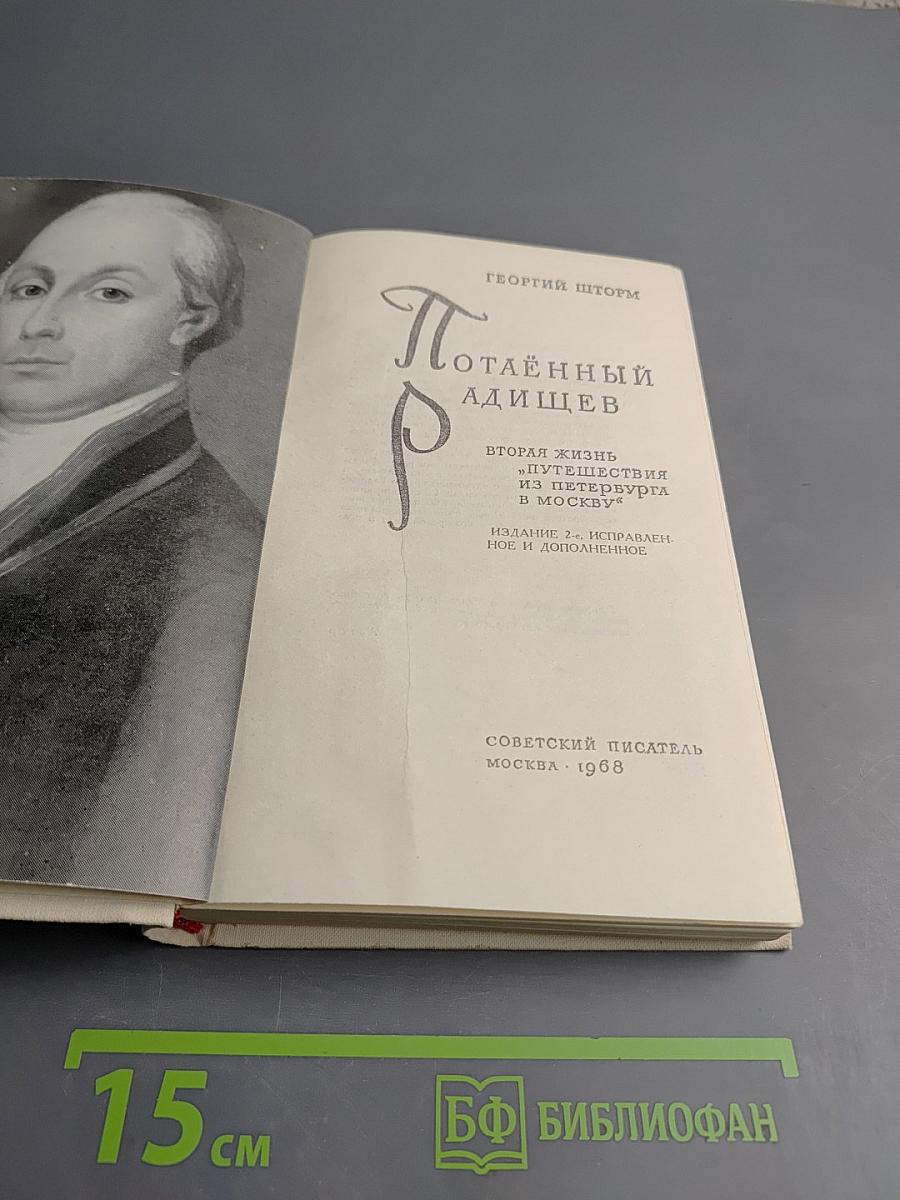 ГЕОРГИЙ ШТОРМ
ПОТАЁННЫЙ
РАДИЩЕВ
ВТОРАЯ ЖИЗНЬ
„ПУТЕШЕСТВИЯ
ИЗ ПЕТЕРБУРГА
В МОСКВУ“
ИЗДАНИЕ 2-е, ИСПРАВЛЕН-
НОЕ И ДОПОЛНЕННОЕ
СОВЕТСКИЙ ПИСАТЕЛЬ
МОСКВА · 1968
15 см
БФ БИБЛИОФАН